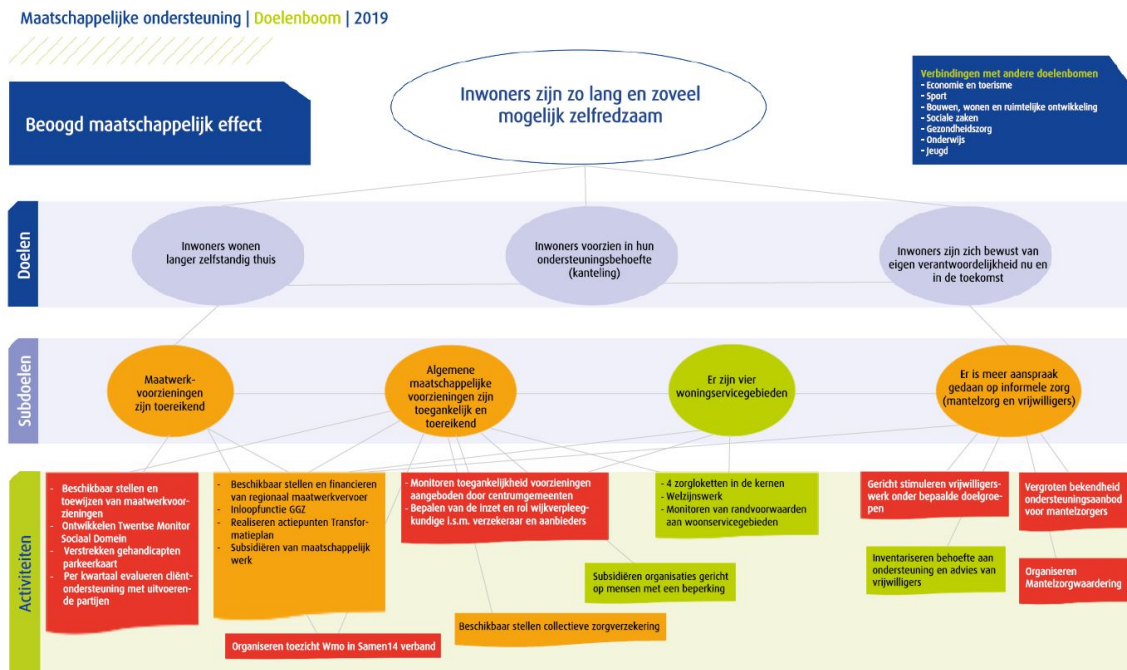 Maatschappelijke ondersteuning | Doelenboom | 2019
Beoogd maatschappelijk effect
Inwoners zijn zo lang en zoveel
mogelijk zelfredzaam
Verbindingen met andere doelenbomen
- Economie en toerisme
- Sport
- Bouwen, wonen en ruimtelijke ontwikkeling
- Sociale zaken
- Gezondheidszorg
- Onderwijs
- Jeugd
Doelen
Inwoners wonen
langer zelfstandig thuis
Inwoners voorzien in hun
ondersteuningsbehoefte
(kanteling)
Inwoners zijn zich bewust van
eigen verantwoordelijkheid nu en
in de toekomst
Subdoelen
Maatwerk-
voorzieningen
zijn toereikend
Algemene
maatschappelijke
voorzieningen zijn
toegankelijk en
toereikend
Er zijn vier
woningservicegebieden
Er is meer aanspraak
gedaan op informele zorg
(mantelzorg en vrijwilligers)
Activiteiten
- Beschikbaar stellen en
toewijzen van maatwerkvoor-
zieningen
- Ontwikkelen Twentse Monitor
Sociaal Domein
- Verstrekken gehandicapten
parkeerkaart
- Per kwartaal evalueren cliënt-
ondersteuning met uitvoeren-
de partijen
- Beschikbaar stellen en financieren
van regionaal maatwerkvervoer
- Inloopfunctie GGZ
- Realiseren actiepunten Transfor-
matieplan
- Subsidiëren van maatschappelijk
werk
- Monitoren toegankelijkheid voorzieningen
aangeboden door centrumgemeenten
- Bepalen van de inzet en rol wijkverpleeg-
kundige i.s.m. verzekeraar en aanbieders
- 4 zorgloketten in de kernen
- Welzijnswerk
- Monitoren van randvoorwaarden
aan woonservicegebieden
Gericht stimuleren vrijwilligers-
werk onder bepaalde doelgroe-
pen
Vergroten bekendheid
ondersteuningsaanbod
voor mantelzorgers
Inventariseren behoefte aan
ondersteuning en advies van
vrijwilligers
Organiseren
Mantelzorgwaardering
Subsidiëren organisaties gericht
op mensen met een beperking
Beschikbaar stellen collectieve zorgverzekering
Organiseren toezicht Wmo in Samen14 verband